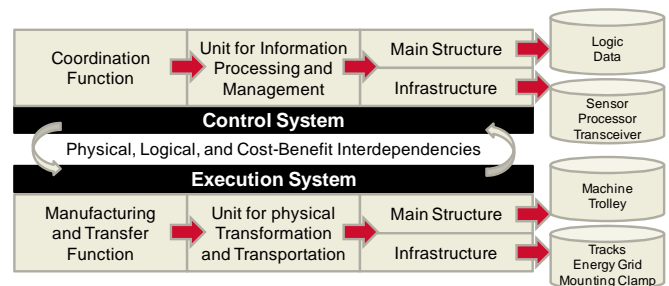 Coordination
Function
Unit for Information
Processing and
Management
Main Structure
Infrastructure
Logic
Data
Sensor
Processor
Transceiver
Control System
Physical, Logical, and Cost-Benefit Interdependencies
Execution System
Manufacturing
and Transfer
Function
Unit for physical
Transformation
and Transportation
Main Structure
Infrastructure
Machine
Trolley
Tracks
Energy Grid
Mounting Clamp